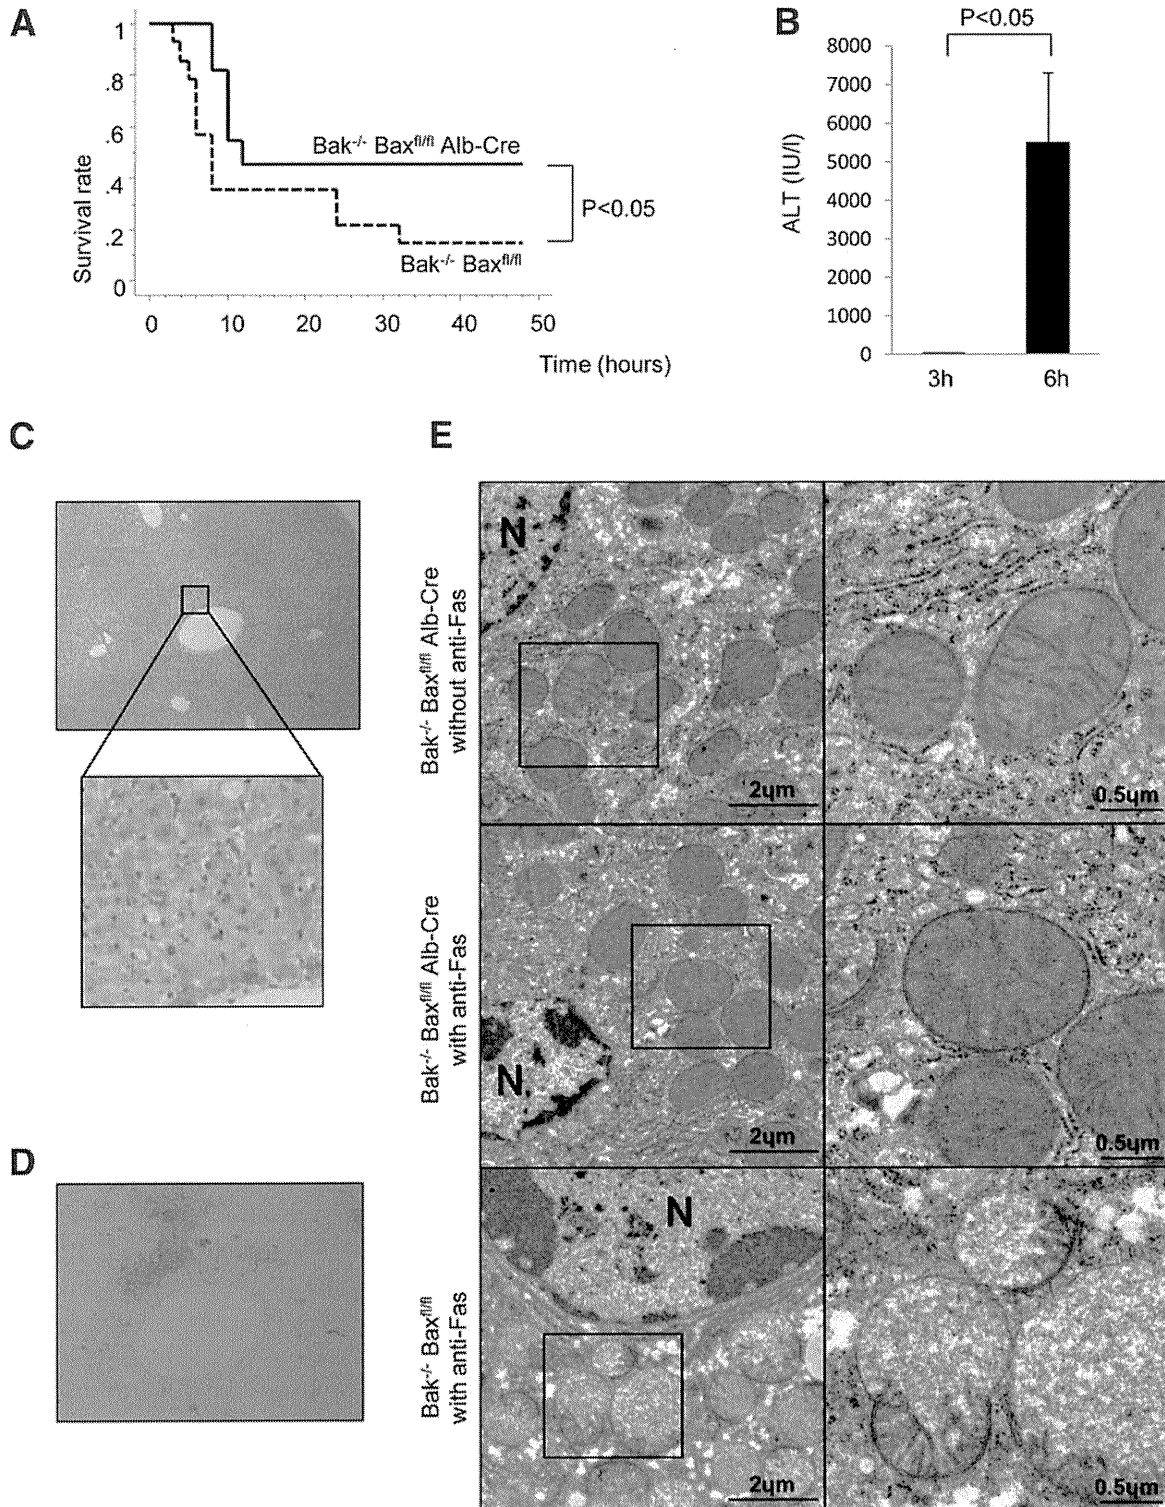 A
1
.8
.6
.4
.2
0
Survival rate
Bak-/- Baxfl/fl Alb-Cre
P<0.05
Bak-/- Baxfl/fl
0 10 20 30 40 50
Time (hours)
B
P<0.05
8000
7000
6000
5000
4000
3000
2000
1000
0
ALT (IU/l)
3h 6h
C
D
E
Bak-/- Baxfl/fl Alb-Cre
without anti-Fas
N
2μm
0.5μm
Bak-/- Baxfl/fl Alb-Cre
with anti-Fas
N
2μm
0.5μm
Bak-/- Baxfl/fl
with anti-Fas
N
2μm
0.5μm